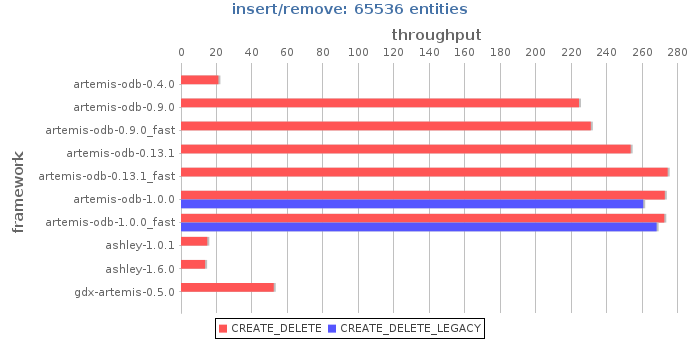 insert/remove: 65536 entities
throughput
0 20 40 60 80 100 120 140 160 180 200 220 240 260 280
framework
artemis-odb-0.4.0
artemis-odb-0.9.0
artemis-odb-0.9.0_fast
artemis-odb-0.13.1
artemis-odb-0.13.1_fast
artemis-odb-1.0.0
artemis-odb-1.0.0_fast
ashley-1.0.1
ashley-1.6.0
gdx-artemis-0.5.0
CREATE_DELETE CREATE_DELETE_LEGACY